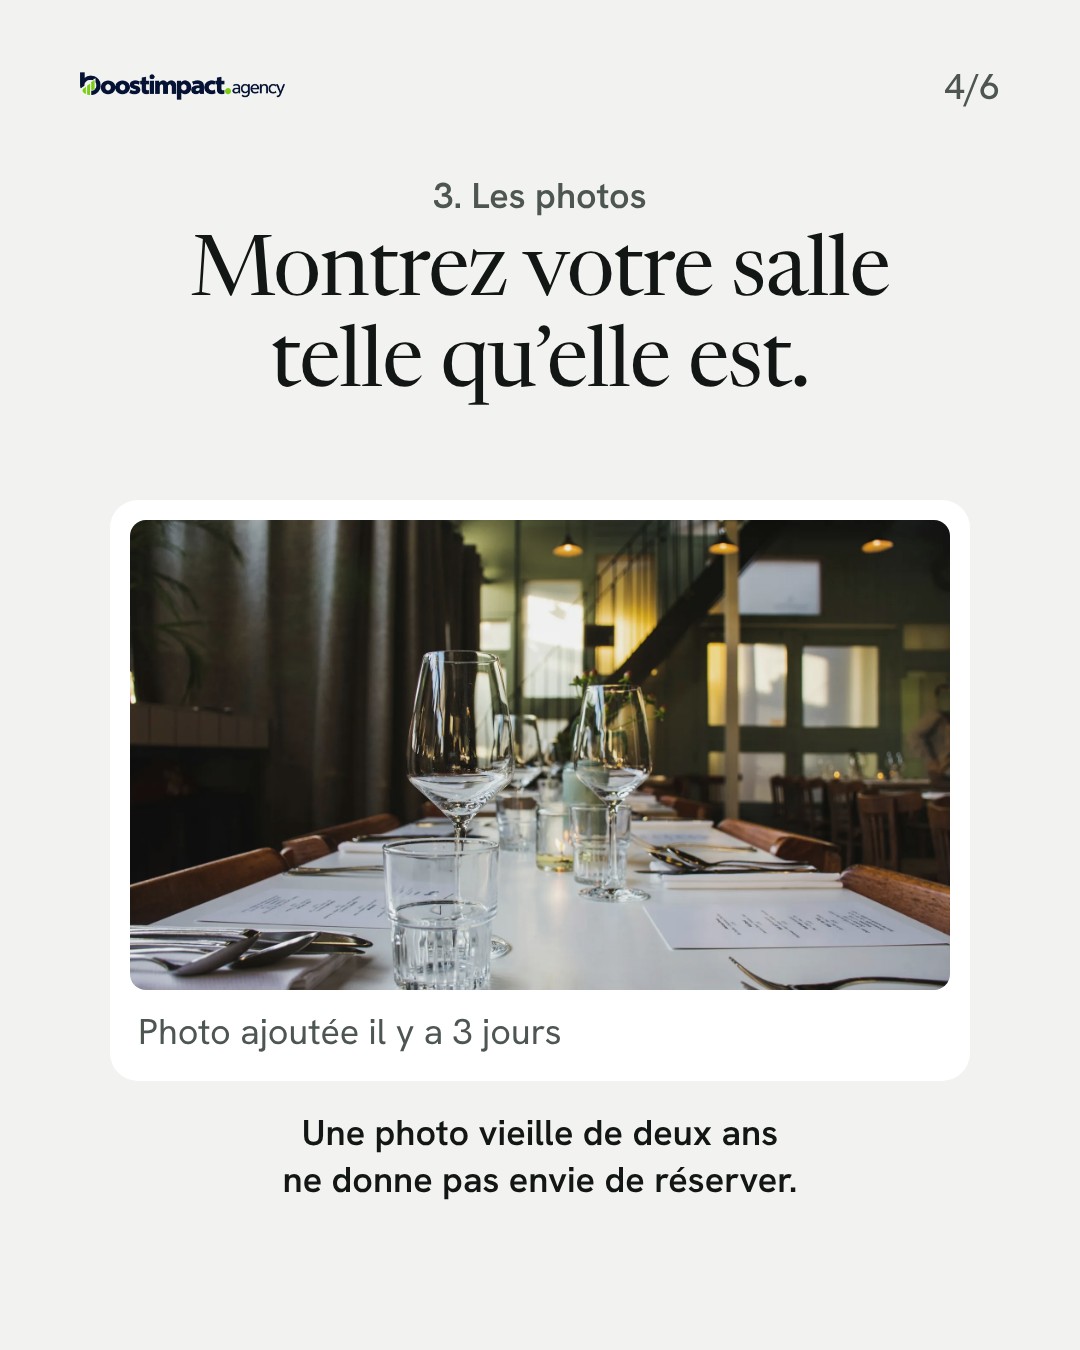 boostimpact.agency
4/6
3. Les photos
Montrez votre salle
telle qu’elle est.
Photo ajoutée il y a 3 jours
Une photo vieille de deux ans
ne donne pas envie de réserver.